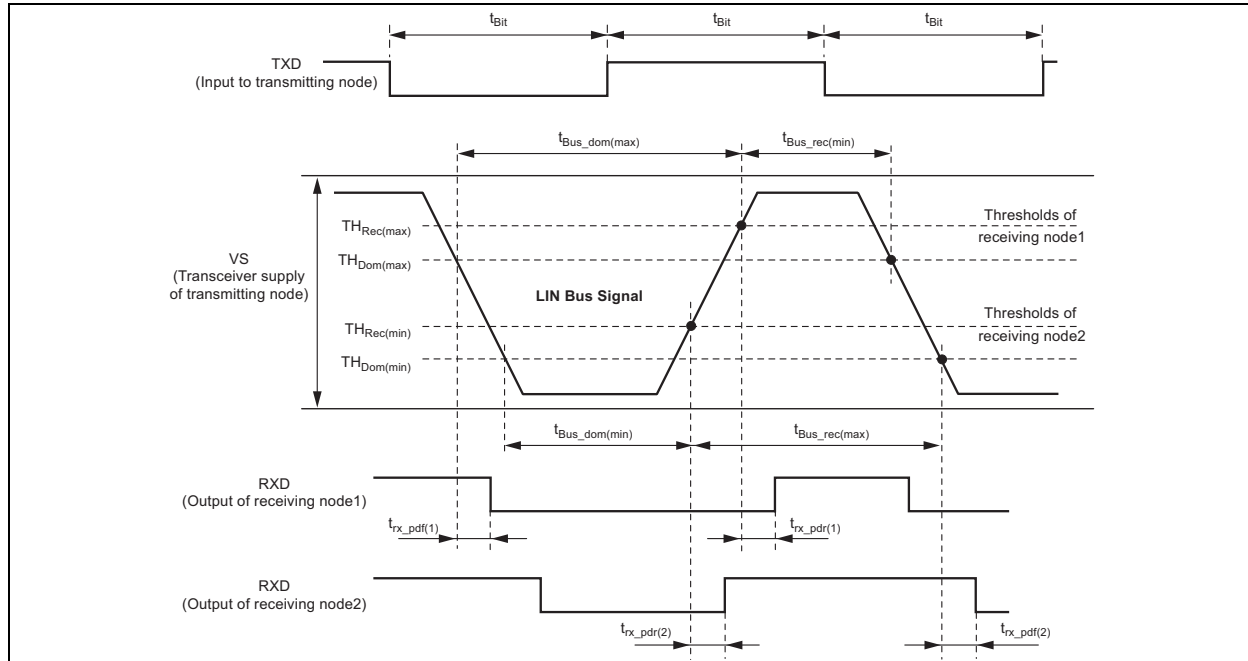 tBit
tBit
tBit
TXD
(Input to transmitting node)
tBus_dom(max)
tBus_rec(min)
THRec(max)
Thresholds of
receiving node1
VS
(Transceiver supply
of transmitting node)
THDom(max)
LIN Bus Signal
THRec(min)
Thresholds of
receiving node2
THDom(min)
tBus_dom(min)
tBus_rec(max)
RXD
(Output of receiving node1)
trx_pdf(1)
trx_pdr(1)
RXD
(Output of receiving node2)
trx_pdr(2)
trx_pdf(2)